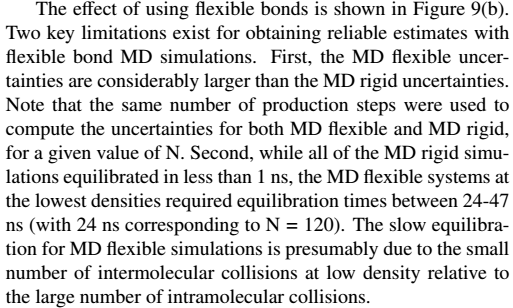 The effect of using flexible bonds is shown in Figure 9(b).
Two key limitations exist for obtaining reliable estimates with
flexible bond MD simulations. First, the MD flexible uncer-
tainties are considerably larger than the MD rigid uncertainties.
Note that the same number of production steps were used to
compute the uncertainties for both MD flexible and MD rigid,
for a given value of N. Second, while all of the MD rigid simu-
lations equilibrated in less than 1 ns, the MD flexible systems at
the lowest densities required equilibration times between 24-47
ns (with 24 ns corresponding to N = 120). The slow equilibra-
tion for MD flexible simulations is presumably due to the small
number of intermolecular collisions at low density relative to
the large number of intramolecular collisions.